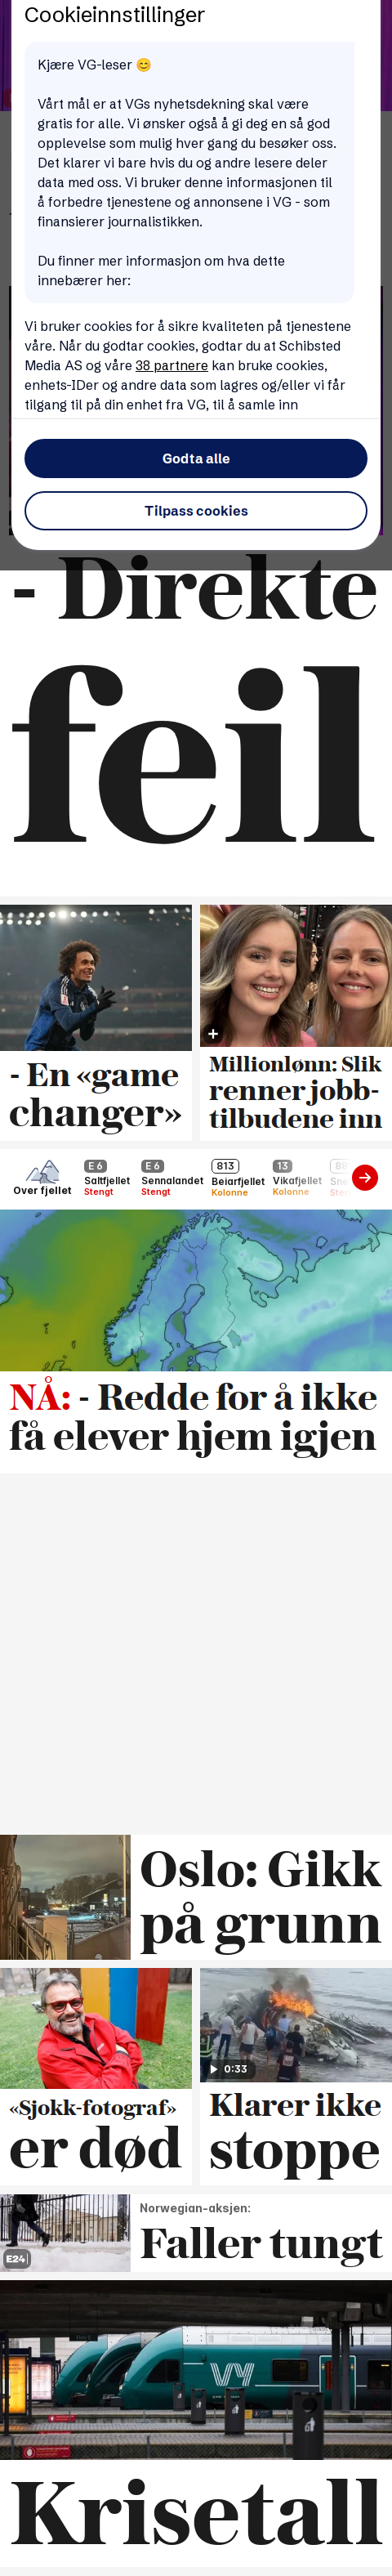 Cookieinnstillinger
Kjære VG-leser 😊
Vårt mål er at VGs nyhetsdekning skal være
gratis for alle. Vi ønsker også å gi deg en så god
opplevelse som mulig hver gang du besøker oss.
Det klarer vi bare hvis du og andre lesere deler
data med oss. Vi bruker denne informasjonen til
å forbedre tjenestene og annonsene i VG - som
finansierer journalistikken.
Du finner mer informasjon om hva dette
innebærer her:
Vi bruker cookies for å sikre kvaliteten på tjenestene
våre. Når du godtar cookies, godtar du at Schibsted
Media AS og våre 38 partnere kan bruke cookies,
enhets-IDer og andre data som lagres og/eller vi får
tilgang til på din enhet fra VG, til å samle inn
Godta alle
Tilpass cookies
- Direkte
feil
- En «game
changer»
Millionlønn: Slik
renner jobb-
tilbudene inn
Over fjellet
E 6
Saltfjellet
Stengt
E 6
Sennalandet
Stengt
813
Beiarfjellet
Kolonne
13
Vikafjellet
Kolonne
NÅ: - Redde for å ikke
få elever hjem igjen
Oslo: Gikk
på grunn
«Sjokk-fotograf»
er død
0:33
Klarer ikke
stoppe
E24
Norwegian-aksjen:
Faller tungt
VY
Krisetall